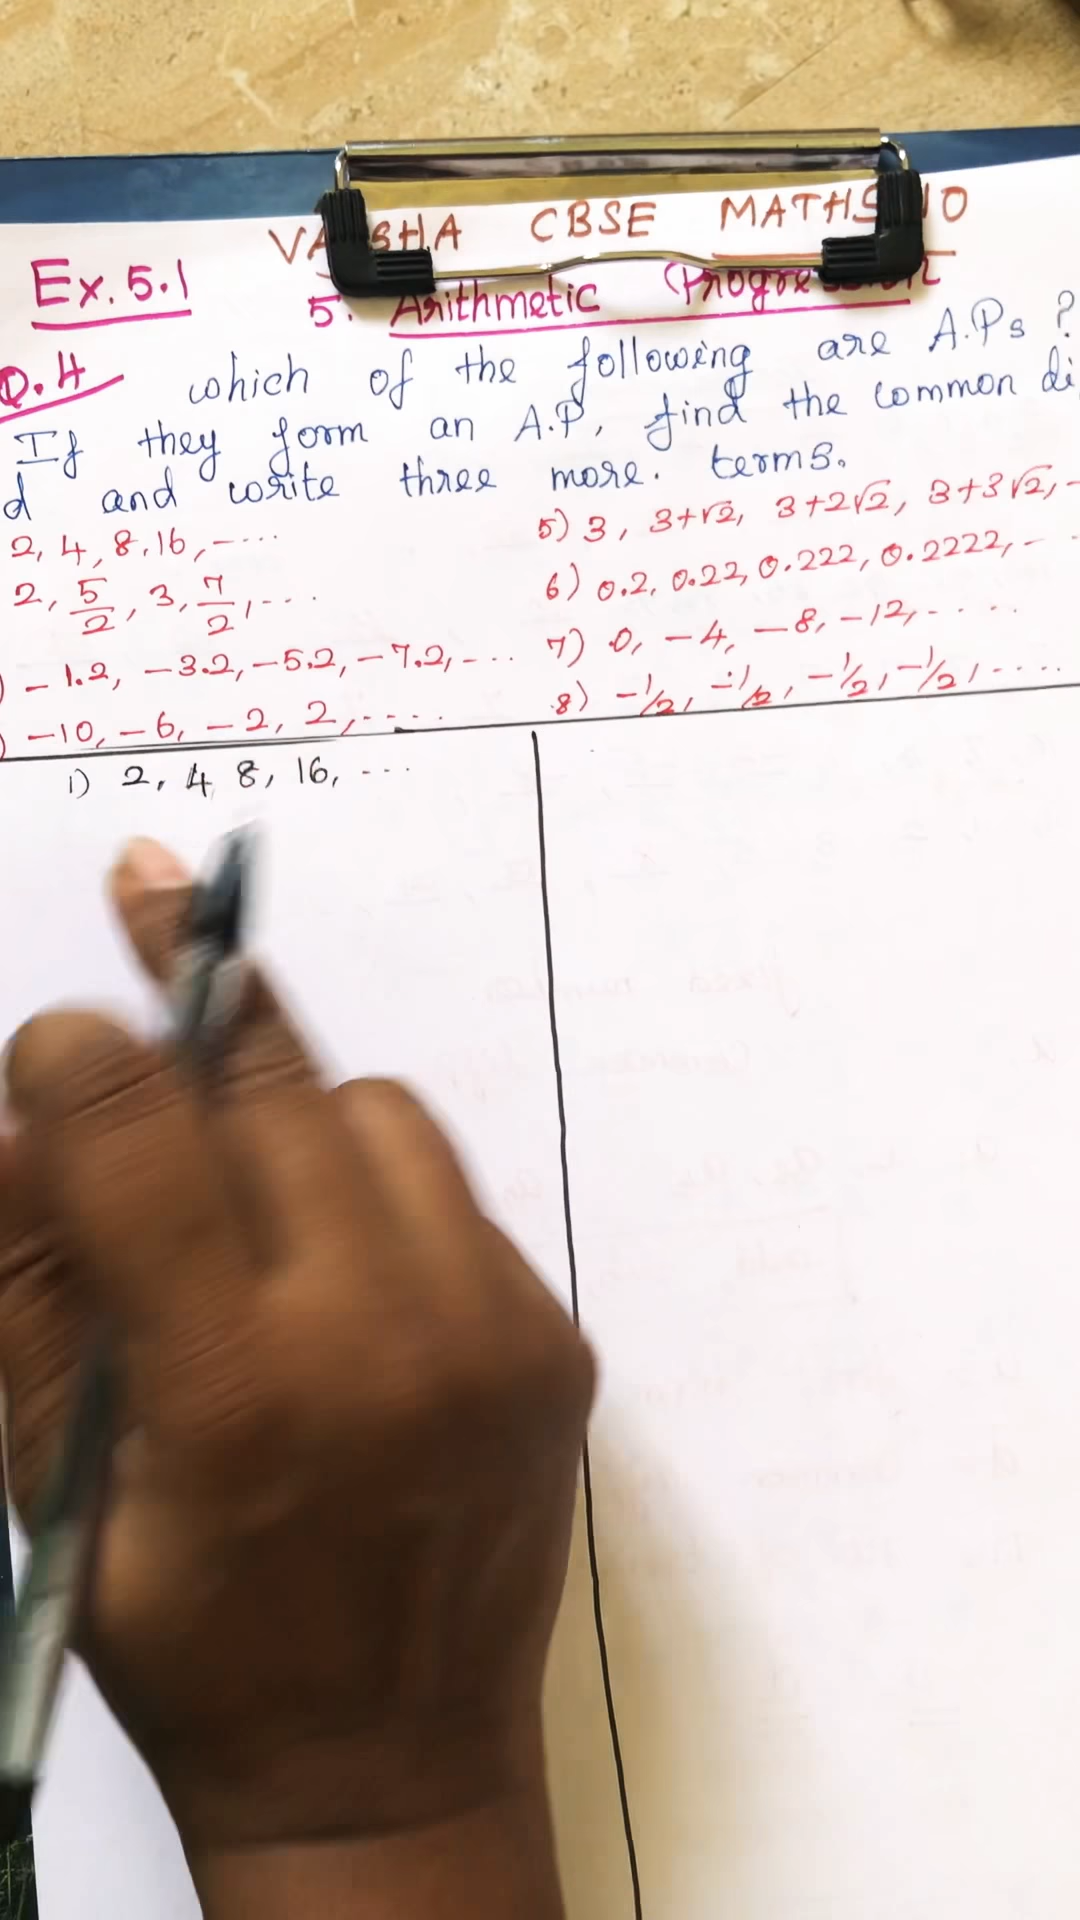 CBSE MATHS 10
Ex. 5.1
5. Arithmetic
Q.4 which of the following are A.Ps ?
If they form an A.P, find the common di
d and write three more. terms.
2, 4, 8, 16, ....
2, 5/2, 3, 7/2, ...
) -1.2, -3.2, -5.2, -7.2, ...
) -10, -6, -2, 2, ....
5) 3, 3+√2, 3+2√2, 3+3√2, -
6) 0.2, 0.22, 0.222, 0.2222, - -
7) 0, -4, -8, -12, ....
8) -1/2, -1/2, -1/2, -1/2, ....
1) 2, 4 8, 16, ...